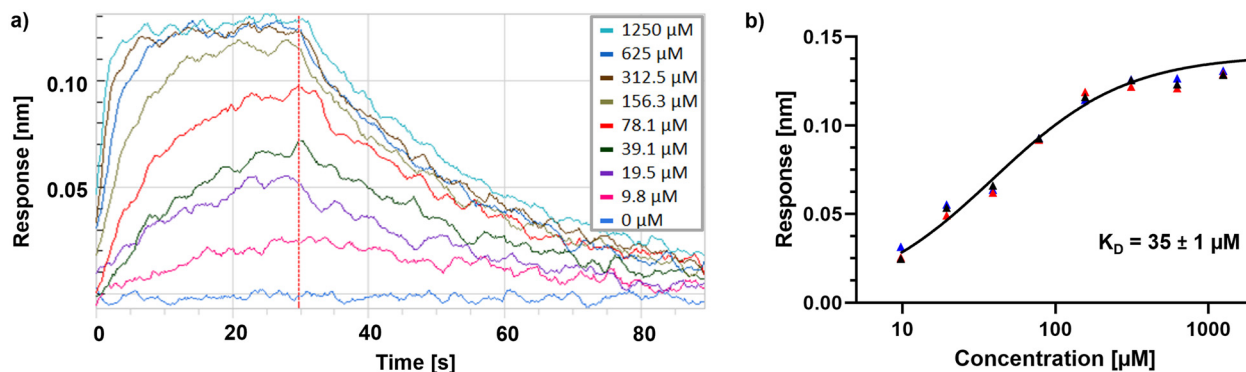 a)
Response [nm]
0.10
0.05
0
20
40
60
80
Time [s]
1250 µM
625 µM
312.5 µM
156.3 µM
78.1 µM
39.1 µM
19.5 µM
9.8 µM
0 µM
b)
Response [nm]
0.15
0.10
0.05
0.00
10
100
1000
Concentration [µM]
K_D = 35 ± 1 µM